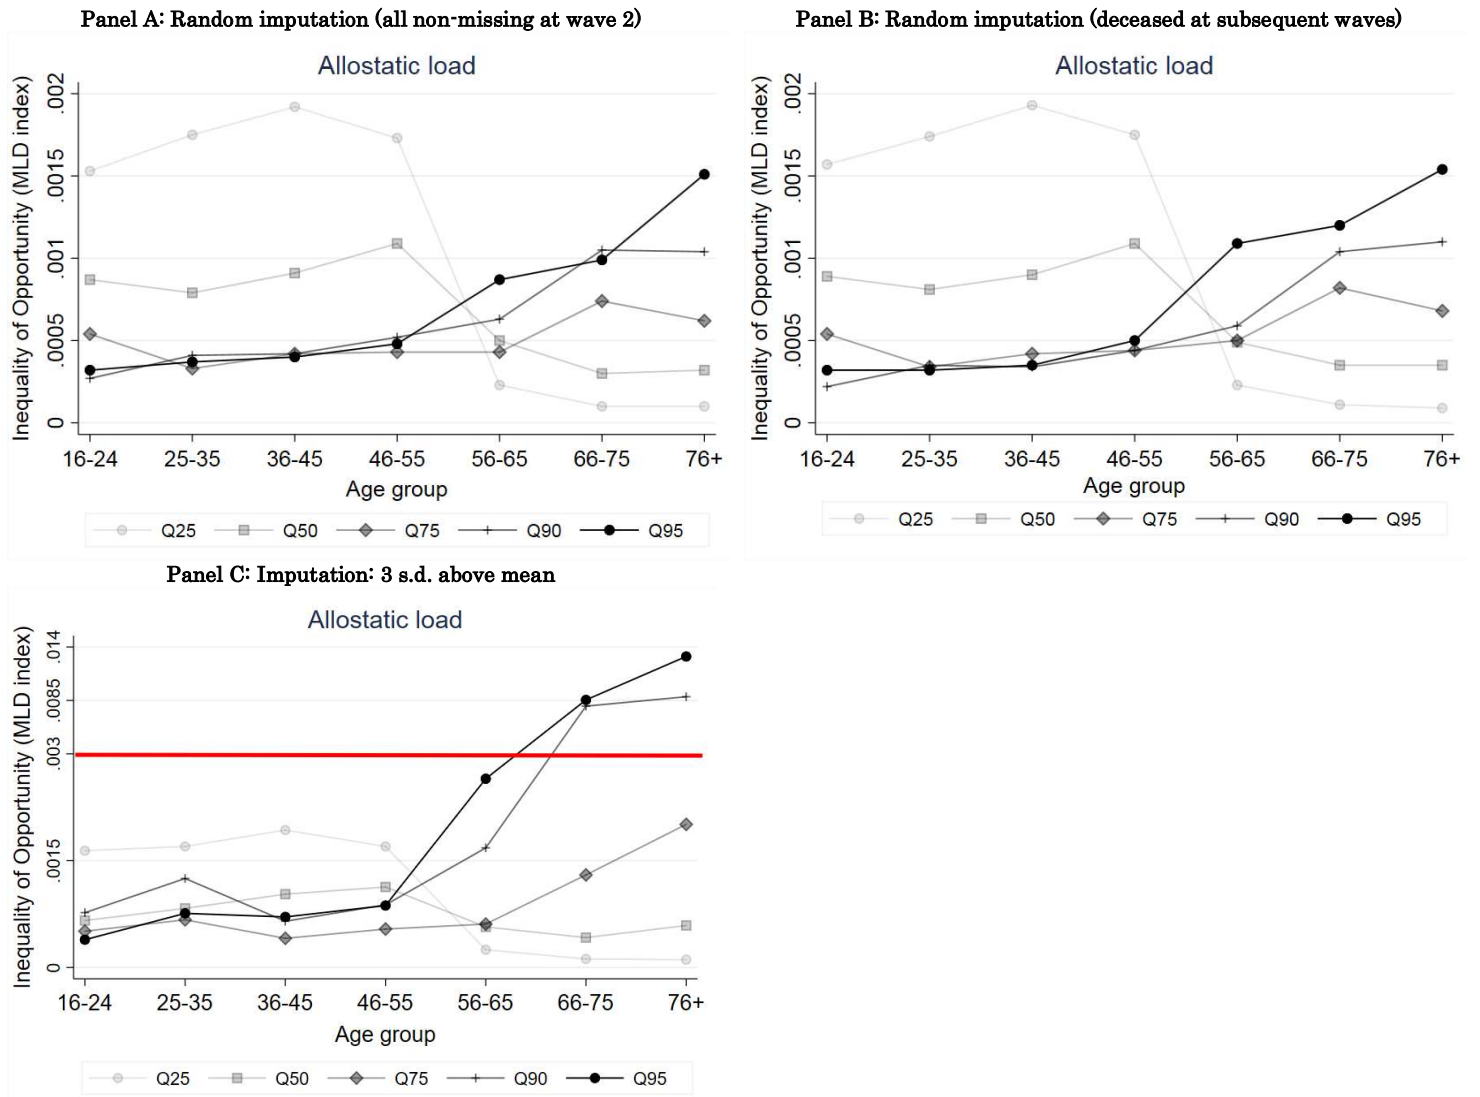 Panel A: Random imputation (all non-missing at wave 2)
Allostatic load
Inequality of Opportunity (MLD index)
.002
.0015
.001
.0005
0
16-24 25-35 36-45 46-55 56-65 66-75 76+
Age group
Q25 Q50 Q75 Q90 Q95
Panel B: Random imputation (deceased at subsequent waves)
Allostatic load
Inequality of Opportunity (MLD index)
.002
.0015
.001
.0005
0
16-24 25-35 36-45 46-55 56-65 66-75 76+
Age group
Q25 Q50 Q75 Q90 Q95
Panel C: Imputation: 3 s.d. above mean
Allostatic load
Inequality of Opportunity (MLD index)
.014
.0085
.003
.0015
0
16-24 25-35 36-45 46-55 56-65 66-75 76+
Age group
Q25 Q50 Q75 Q90 Q95